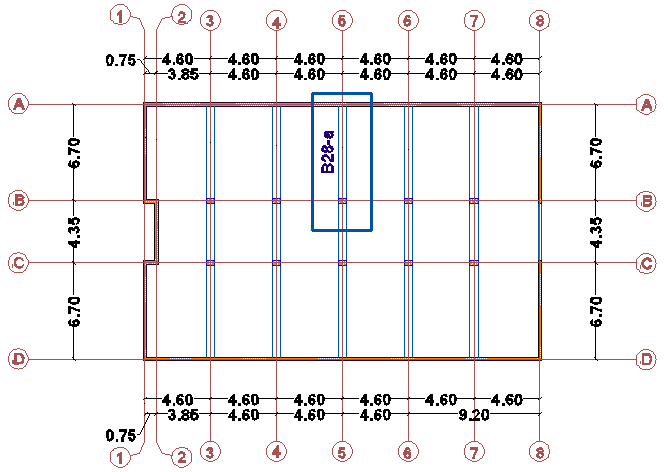 1 2 3 4 5 6 7 8
0.75 4.60 4.60 4.60 4.60 4.60 4.60
3.85 4.60 4.60 4.60 4.60 4.60
A A
6.70 B28-a 6.70
B B
4.35 4.35
C C
6.70 6.70
D D
4.60 4.60 4.60 4.60 4.60 4.60
3.85 4.60 4.60 4.60 9.20
0.75
1 2 3 4 5 6 7 8